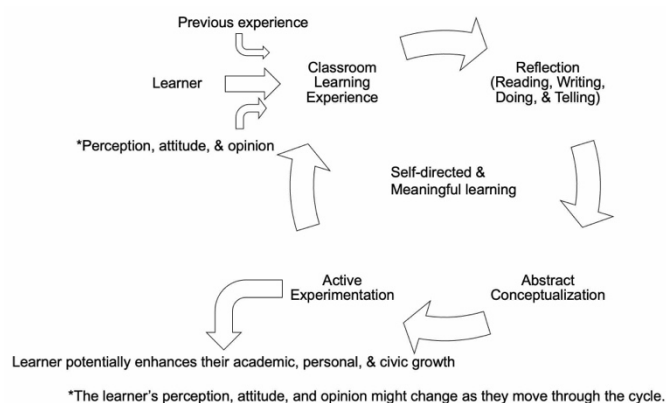 Previous experience
Learner
*Perception, attitude, & opinion
Classroom
Learning
Experience
Reflection
(Reading, Writing,
Doing, & Telling)
Self-directed &
Meaningful learning
Abstract
Conceptualization
Active
Experimentation
Learner potentially enhances their academic, personal, & civic growth
*The learner's perception, attitude, and opinion might change as they move through the cycle.